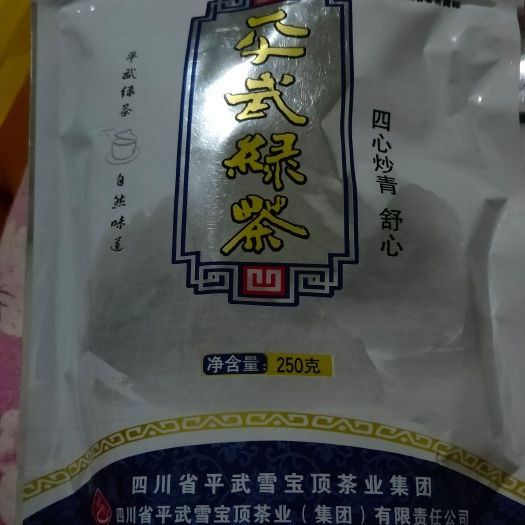 平武绿茶
平武绿茶
自然味道
四心炒青 舒心
净含量: 250克
四川省平武雪宝顶茶业集团
四川省平武雪宝顶茶业(集团)有限责任公司